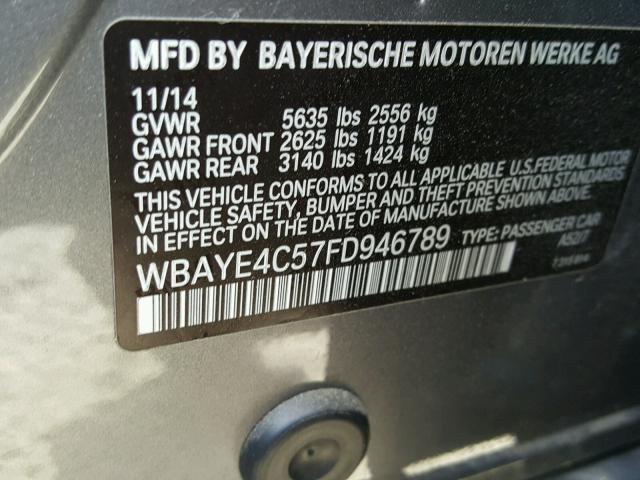 MFD BY BAYERISCHE MOTOREN WERKE AG
11/14
GVWR 5635 lbs 2556 kg
GAWR FRONT 2625 lbs 1191 kg
GAWR REAR 3140 lbs 1424 kg
THIS VEHICLE CONFORMS TO ALL APPLICABLE U.S.FEDERAL MOTOR
VEHICLE SAFETY, BUMPER AND THEFT PREVENTION STANDARDS
IN EFFECT ON THE DATE OF MANUFACTURE SHOWN ABOVE.
WBAYE4C57FD946789 TYPE: PASSENGER CAR
A52/7